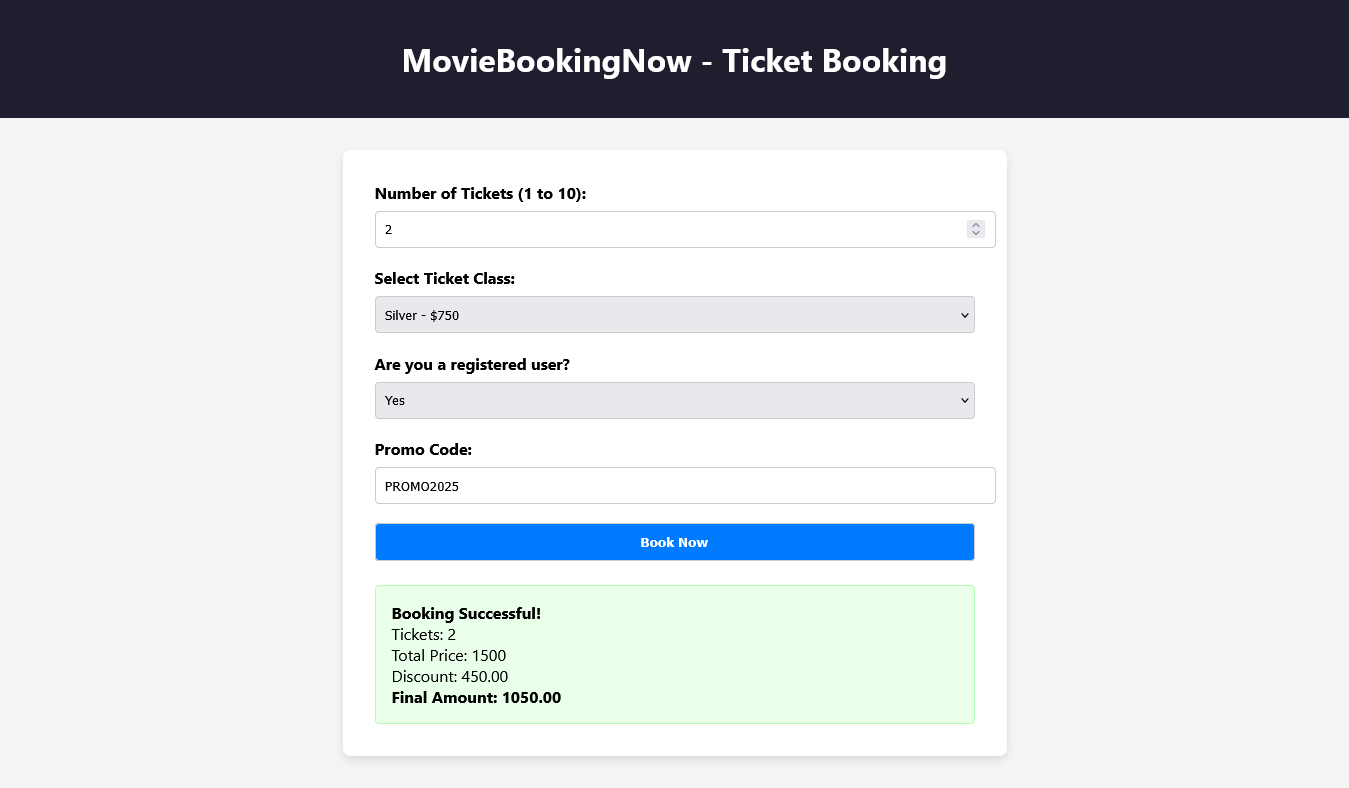 MovieBookingNow - Ticket Booking
Number of Tickets (1 to 10):
2
Select Ticket Class:
Silver - $750
Are you a registered user?
Yes
Promo Code:
PROMO2025
Book Now
Booking Successful!
Tickets: 2
Total Price: 1500
Discount: 450.00
Final Amount: 1050.00